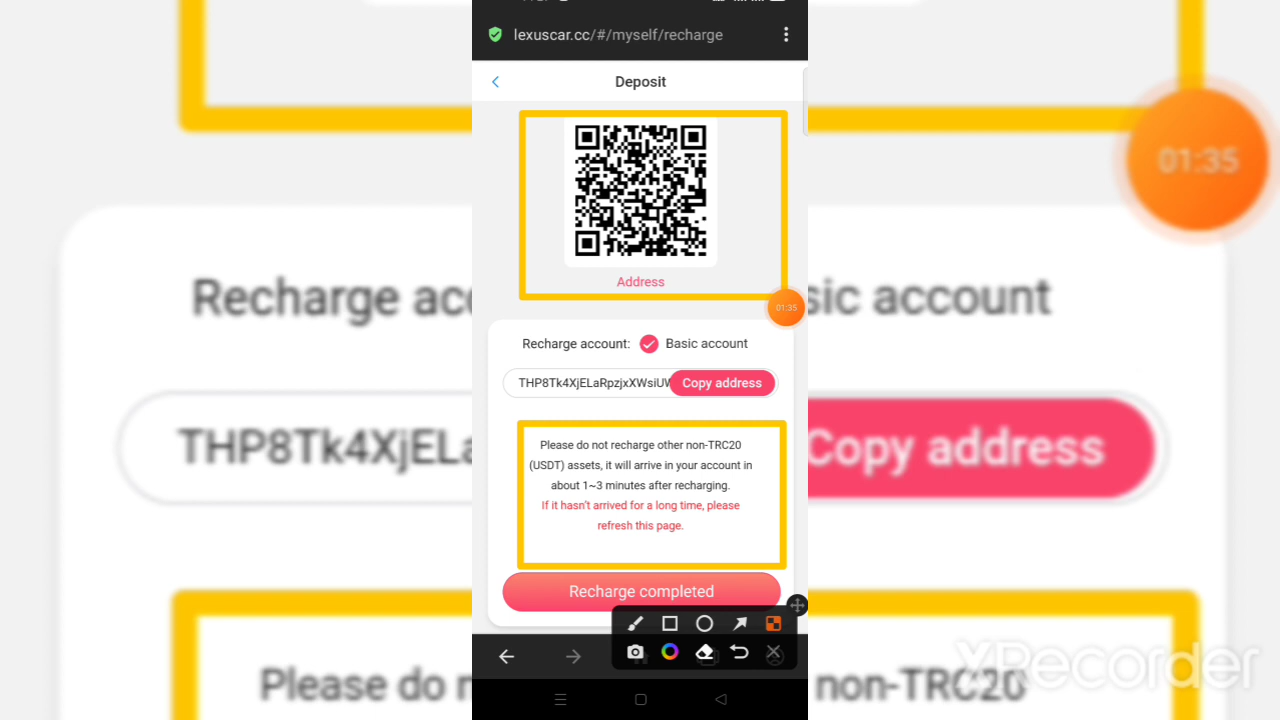 lexuscar.cc/#/myself/recharge
Deposit
Address
01:35
01:35
Recharge account: Basic account
THP8Tk4XjELaRpzjxXWsiUW Copy address
Please do not recharge other non-TRC20
(USDT) assets, it will arrive in your account in
about 1~3 minutes after recharging.
If it hasn't arrived for a long time, please
refresh this page.
Recharge completed
Recharge acc
sic account
THP8Tk4XjELa
Copy address
Please do n
non-TRC20
XRecorder